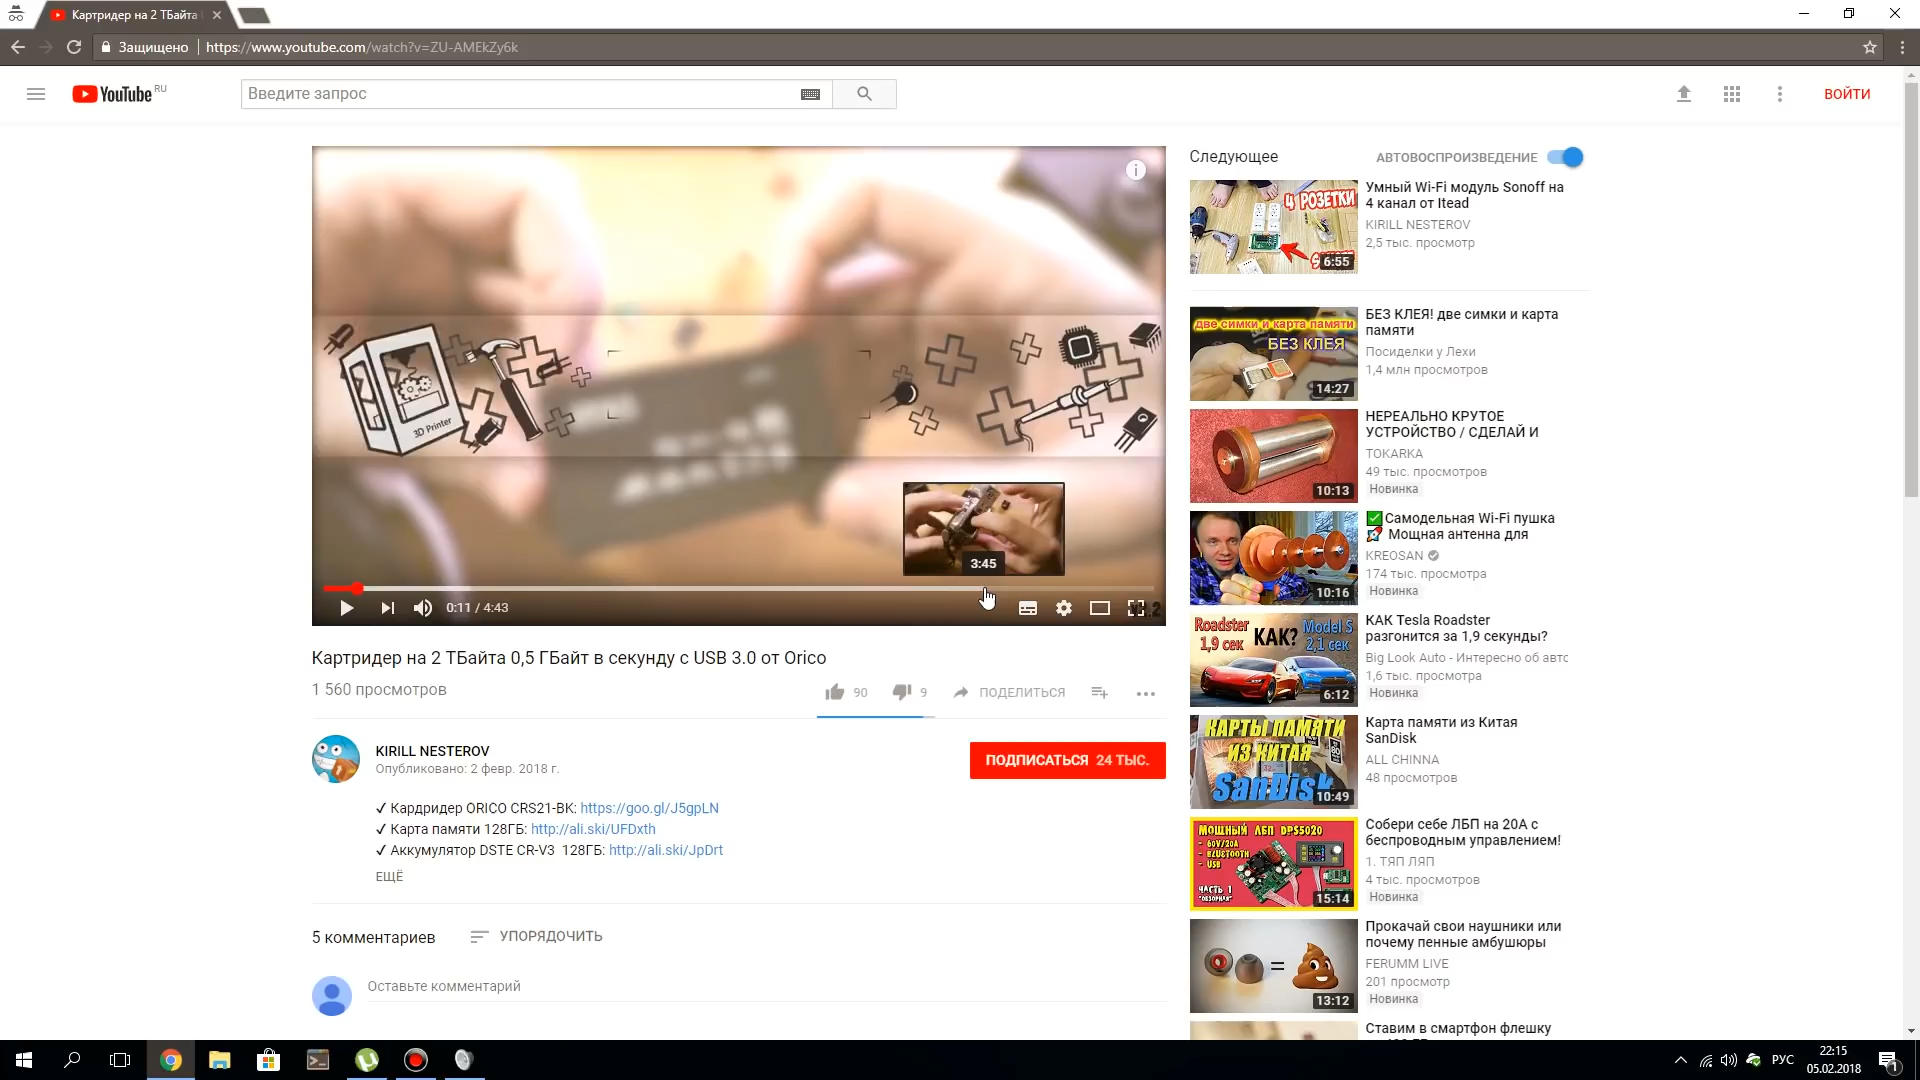 Картридер на 2 ТБайта
Защищено https://www.youtube.com/watch?v=ZU-AMEkZy6k
YouTube RU
Введите запрос
ВОЙТИ
3D Printer
3:45
0:11 / 4:43
Картридер на 2 ТБайта 0,5 ГБайт в секунду с USB 3.0 от Orico
1 560 просмотров
90
9
ПОДЕЛИТЬСЯ
KIRILL NESTEROV
Опубликовано: 2 февр. 2018 г.
ПОДПИСАТЬСЯ 24 ТЫС.
✓ Кардридер ORICO CRS21-BK: https://goo.gl/J5gpLN
✓ Карта памяти 128ГБ: http://ali.ski/UFDxth
✓ Аккумулятор DSTE CR-V3 128ГБ: http://ali.ski/JpDrt
ЕЩЁ
5 комментариев
УПОРЯДОЧИТЬ
Оставьте комментарий
Следующее
АВТОВОСПРОИЗВЕДЕНИЕ
4 РОЗЕТКИ
6:55
Умный Wi-Fi модуль Sonoff на
4 канал от Itead
KIRILL NESTEROV
2,5 тыс. просмотр
две симки и карта памяти
БЕЗ КЛЕЯ
14:27
БЕЗ КЛЕЯ! две симки и карта
памяти
Посиделки у Лехи
1,4 млн просмотров
10:13
НЕРЕАЛЬНО КРУТОЕ
УСТРОЙСТВО / СДЕЛАЙ И
TOKARKA
49 тыс. просмотров
Новинка
10:16
Самодельная Wi-Fi пушка
Мощная антенна для
KREOSAN
174 тыс. просмотра
Новинка
Roadster
1,9 сек
КАК?
Model S
2,1 сек
6:12
КАК Tesla Roadster
разгонится за 1,9 секунды?
Big Look Auto - Интересно об авто
1,6 тыс. просмотра
Новинка
КАРТЫ ПАМЯТИ
ИЗ КИТАЯ
SanDisk
10:49
Карта памяти из Китая
SanDisk
ALL CHINNA
48 просмотров
МОЩНЫЙ ЛБП DPS5020
- 60V/20A
- BLUETOOTH
- USB
ЧАСТЬ 1
"ОБЗОРНАЯ"
15:14
Собери себе ЛБП на 20А с
беспроводным управлением!
1. ТЯП ЛЯП
4 тыс. просмотров
Новинка
=
13:12
Прокачай свои наушники или
почему пенные амбушюры
FERUMM LIVE
201 просмотр
Новинка
Ставим в смартфон флешку
РУС
22:15
05.02.2018
1